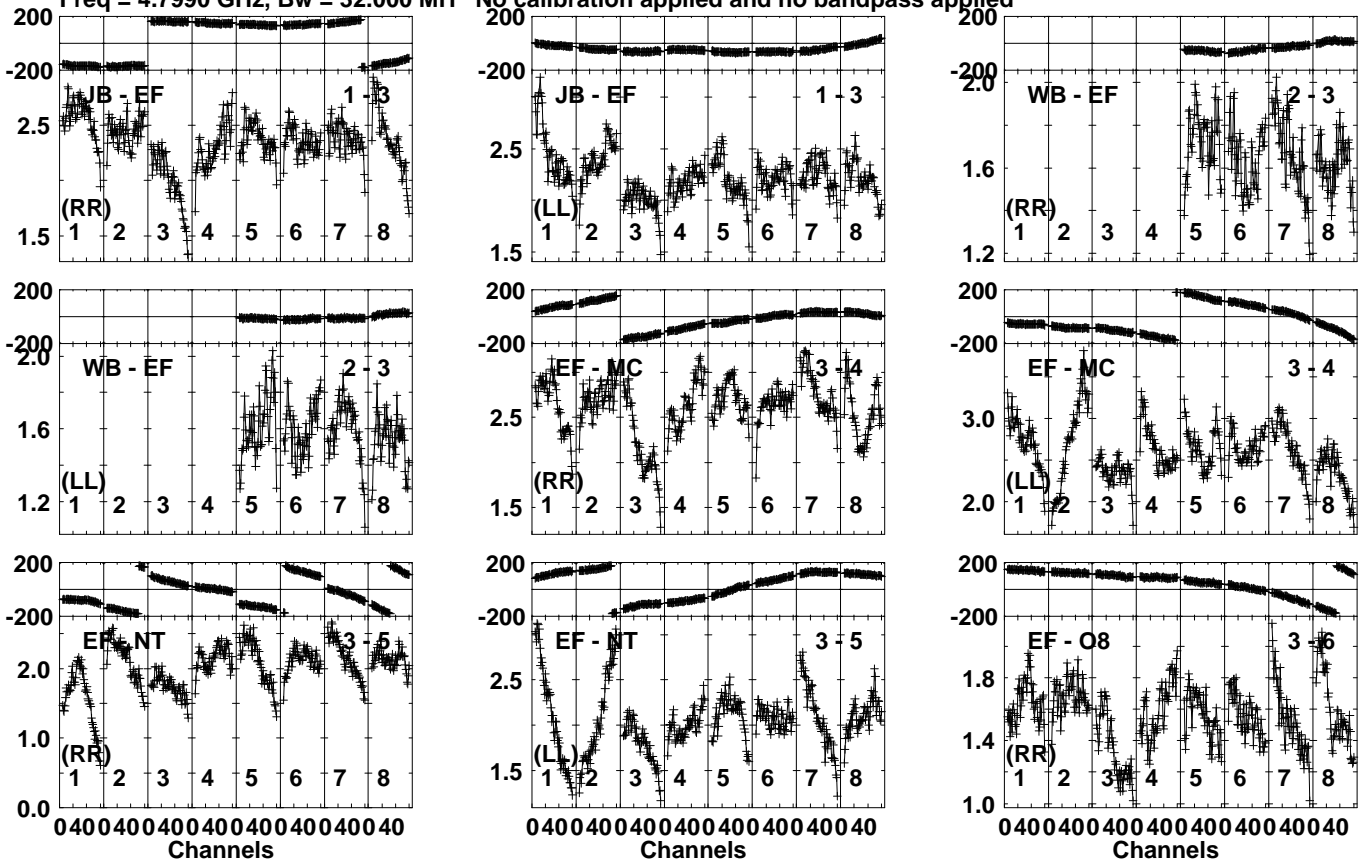 Freq = 4.7990 GHz, Bw = 32.000 MH No calibration applied and no bandpass applied
200 200 200
-200 -200 -200
JB - EF 1 - 3 JB - EF 1 - 3 WB - EF 2 - 3
2.0
2.5 2.5 1.6
(RR) (LL) (RR)
1 2 3 4 5 6 7 8 1 2 3 4 5 6 7 8 1 2 3 4 5 6 7 8
1.5 1.5 1.2
200 200 200
-200 -200 -200
2.0
WB - EF 2 - 3 EF - MC 3 - 4 EF - MC 3 - 4
1.6 2.5 3.0
(LL) (RR) (LL)
1 2 3 4 5 6 7 8 1 2 3 4 5 6 7 8 1 2 3 4 5 6 7 8
1.2 1.5 2.0
200 200 200
-200 -200 -200
1.8
EF - NT 3 - 5 EF - NT 3 - 5 EF - O8 3 - 6
2.0 2.5 1.8
1.0 1.4
(RR) (LL) (RR)
1 2 3 4 5 6 7 8 1 2 3 4 5 6 7 8 1 2 3 4 5 6 7 8
1.5
0.0 1.0
0 40 0 40 0 40 0 40 0 40 0 40 0 40 0 40 0 40 0 40 0 40 0 40 0 40 0 40 0 40 0 40 0 40 0 40 0 40 0 40 0 40 0 40 0 40 0 40
Channels Channels Channels